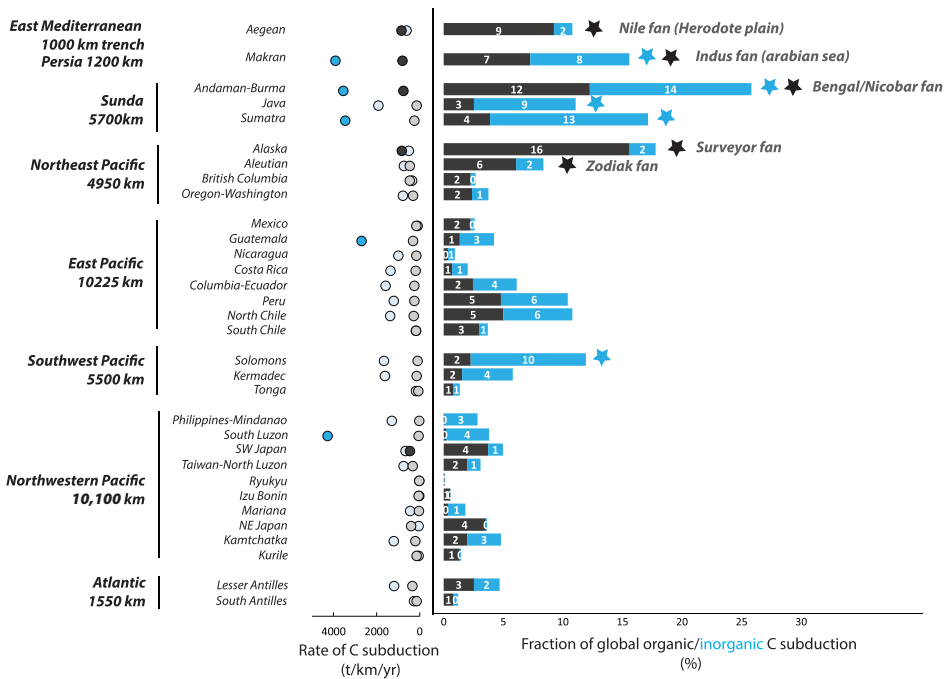 East Mediterranean
1000 km trench
Persia 1200 km
Aegean 9 2 Nile fan (Herodote plain)
Makran 7 8 Indus fan (arabian sea)
Sunda
5700km
Andaman-Burma 12 14 Bengal/Nicobar fan
Java 3 9
Sumatra 4 13
Northeast Pacific
4950 km
Alaska 16 2 Surveyor fan
Aleutian 6 2 Zodiak fan
British Columbia 2 0
Oregon-Washington 2 1
East Pacific
10225 km
Mexico 2 0
Guatemala 1 3
Nicaragua 0 1
Costa Rica 1 1
Columbia-Ecuador 2 4
Peru 5 6
North Chile 5 6
South Chile 3 1
Southwest Pacific
5500 km
Solomons 2 10
Kermadec 2 4
Tonga 1 1
Northwestern Pacific
10,100 km
Philippines-Mindanao 0 3
South Luzon 0 4
SW Japan 4 1
Taiwan-North Luzon 2 1
Ryukyu
Izu Bonin 1
Mariana 0 1
NE Japan 4 0
Kamtchatka 2 3
Kurile 1 0
Atlantic
1550 km
Lesser Antilles 3 2
South Antilles 1 0
4000 2000 0
0 5 10 15 20 25 30
Rate of C subduction
(t/km/yr)
Fraction of global organic/inorganic C subduction
(%)